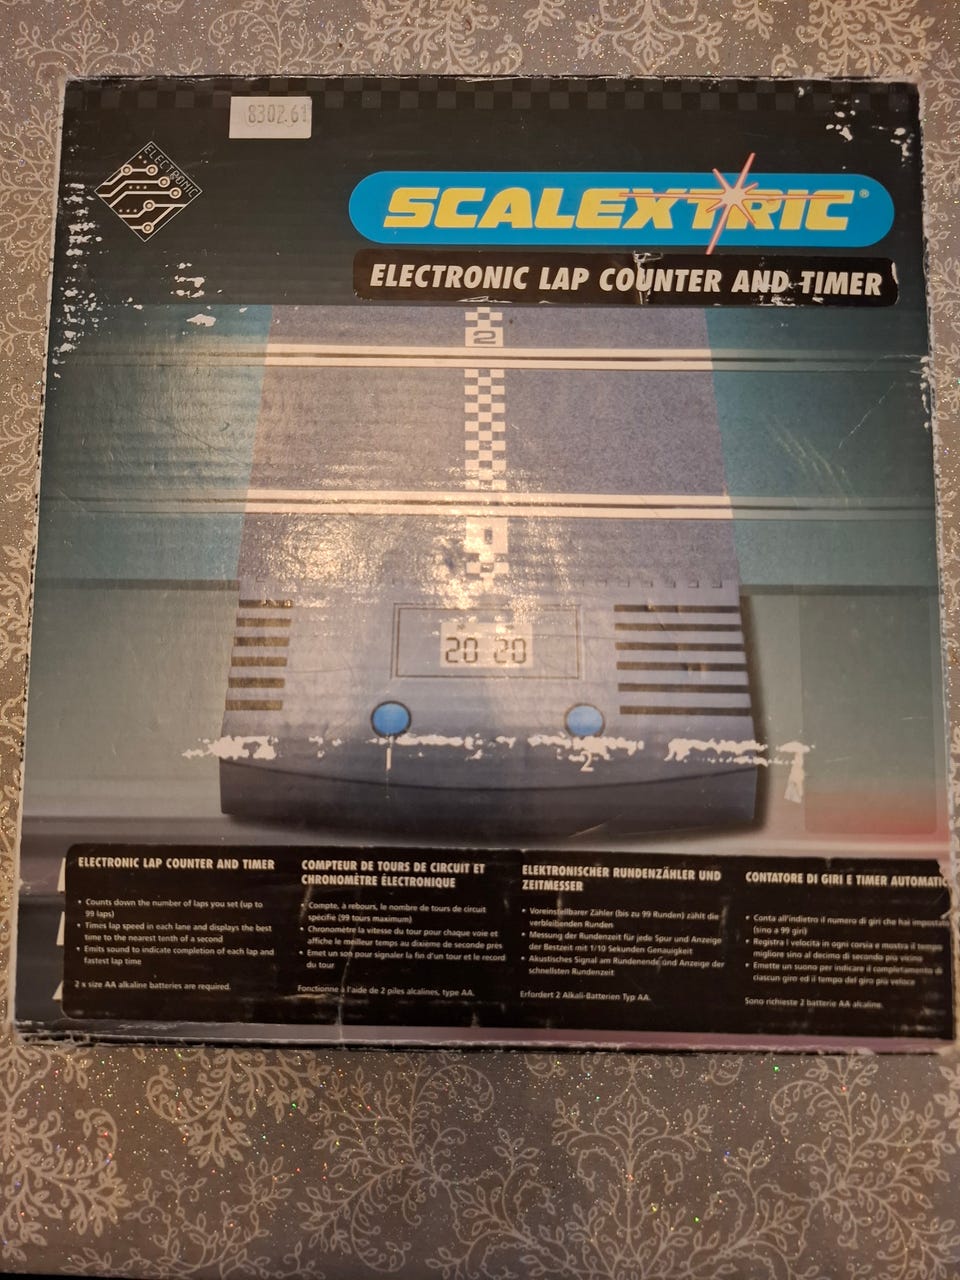 8302.61
ELECTRONIC
SCALEXTRIC®
ELECTRONIC LAP COUNTER AND TIMER
2
20 20
1
2
ELECTRONIC LAP COUNTER AND TIMER
• Counts down the number of laps you set (up to
99 laps)
• Times lap speed in each lane and displays the best
time to the nearest tenth of a second
• Emits sound to indicate completion of each lap and
fastest lap time
2 x size AA alkaline batteries are required.
COMPTEUR DE TOURS DE CIRCUIT ET
CHRONOMÈTRE ÉLECTRONIQUE
• Compte, à rebours, le nombre de tours de circuit
spécifie (99 tours maximum)
• Chronomètre la vitesse du tour pour chaque voie et
affiche le meilleur temps au dixième de seconde près
• Emet un son pour signaler la fin d'un tour et le record
du tour
Fonctionne à l'aide de 2 piles alcalines, type AA.
ELEKTRONISCHER RUNDENZÄHLER UND
ZEITMESSER
• Voreinstellbarer Zähler (bis zu 99 Runden) zählt die
verbleibenden Runden
• Messung der Rundenzeit für jede Spur und Anzeige
der Bestzeit mit 1/10 Sekunden Genauigkeit
• Akustisches Signal am Rundenende und Anzeige der
schnellsten Rundenzeit
Erfordert 2 Alkali-Batterien Typ AA.
CONTATORE DI GIRI E TIMER AUTOMATIC
• Conta all'indietro il numero di giri che hai
(sino a 99 giri)
• Registra l velocita in ogni corsia e mostra il tempo
migliore sino al decimo di secondo piu vicino
• Emette un suono per indicare il completamento di
ciascun giro ed il tempo del giro più veloce
Sono richieste 2 batterie AA alcaline.